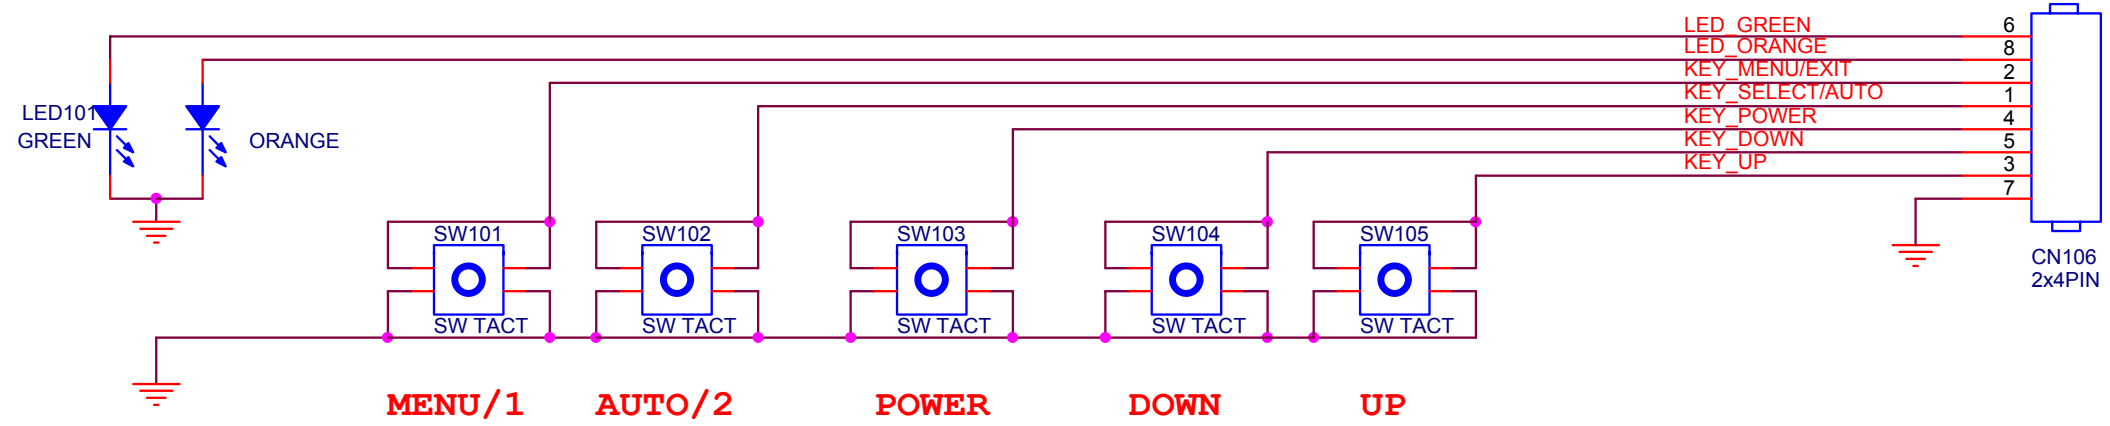 LED_GREEN 6
LED_ORANGE 8
KEY_MENU/EXIT 2
KEY_SELECT/AUTO 1
KEY_POWER 4
KEY_DOWN 5
KEY_UP 3
7
LED101
GREEN
ORANGE
SW101 SW102 SW103 SW104 SW105
CN106
2x4PIN
SW TACT SW TACT SW TACT SW TACT SW TACT
MENU/1 AUTO/2 POWER DOWN UP